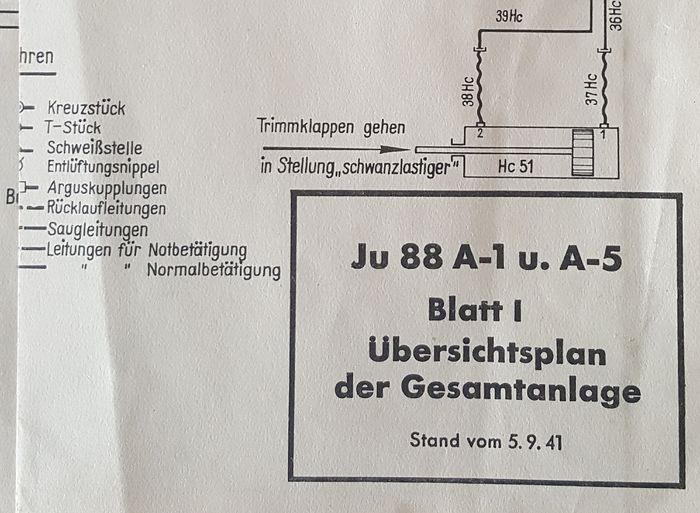 39Hc
36Hc
38Hc
37Hc
hren
Kreuzstück
T-Stück
Schweißstelle
Entlüftungsnippel
Arguskupplungen
Rücklaufleitungen
Saugleitungen
Leitungen für Notbetätigung
" " Normalbetätigung
Trimmklappen gehen
in Stellung „schwanzlastiger"
2
1
Hc 51
Ju 88 A-1 u. A-5
Blatt I
Übersichtsplan
der Gesamtanlage
Stand vom 5.9.41